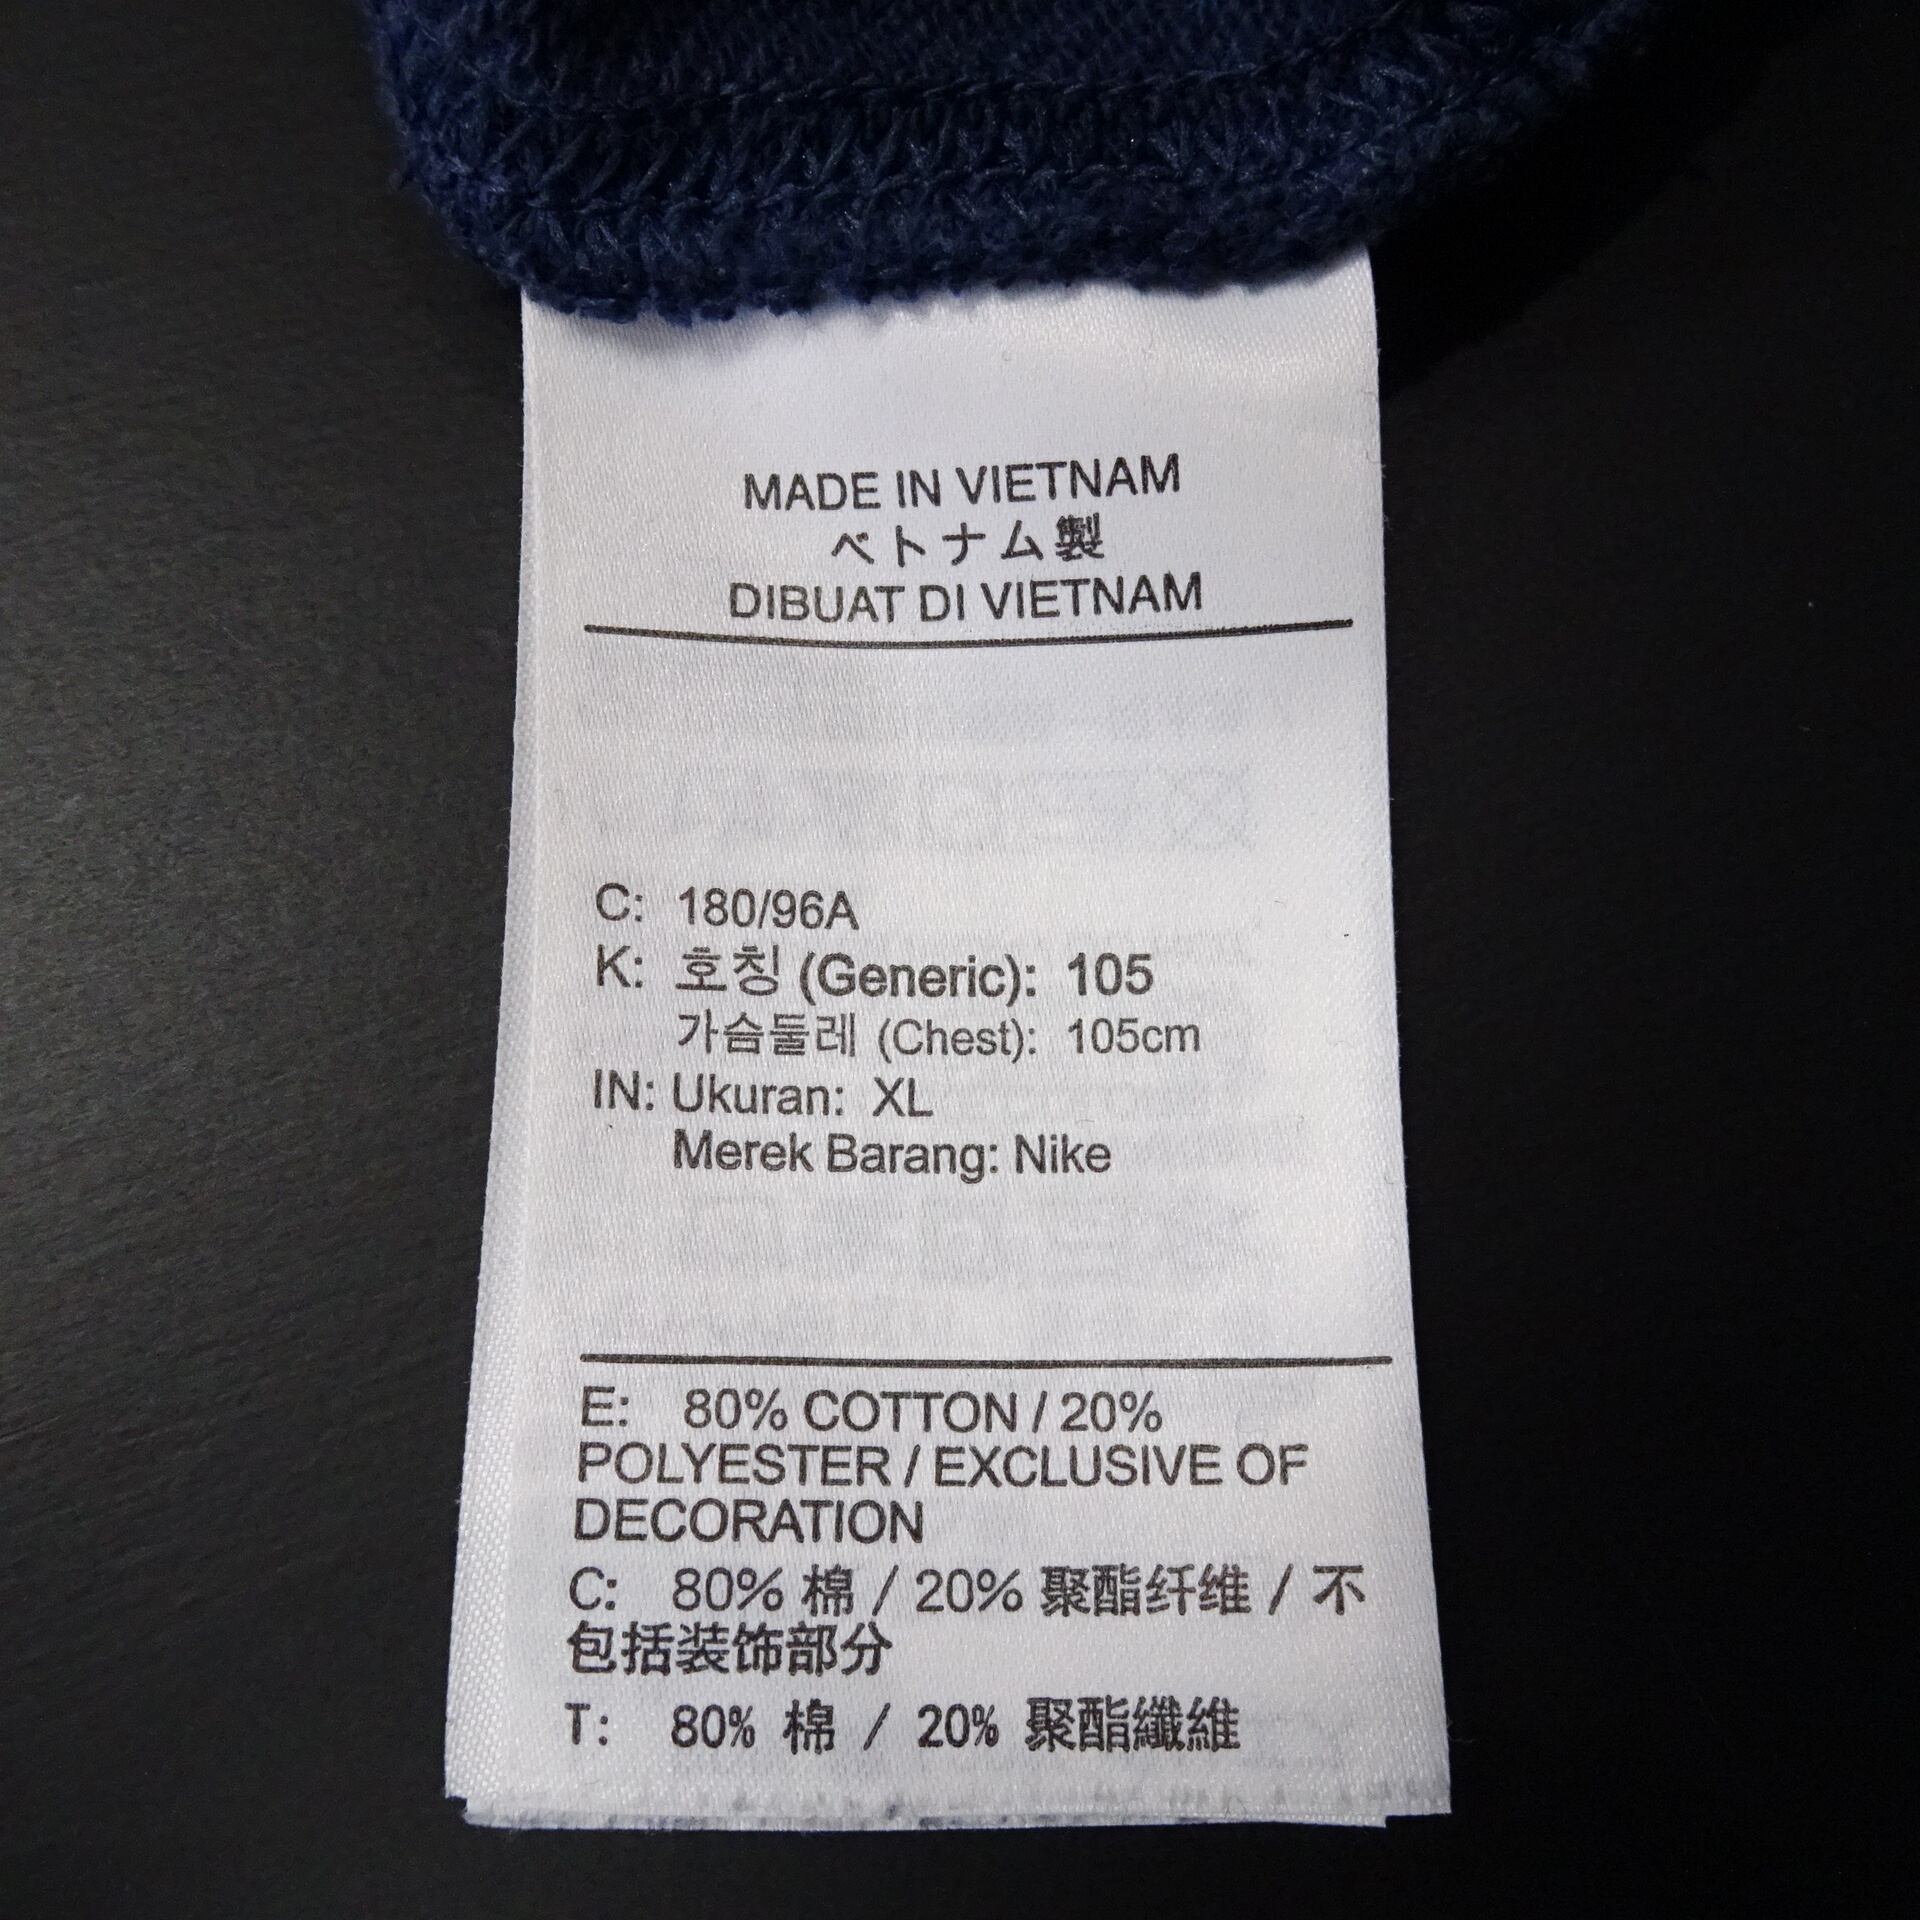 MADE IN VIETNAM
ベトナム製
DIBUAT DI VIETNAM
C: 180/96A
K: 호칭 (Generic): 105
가슴둘레 (Chest): 105cm
IN: Ukuran: XL
Merek Barang: Nike
E: 80% COTTON / 20%
POLYESTER / EXCLUSIVE OF
DECORATION
C: 80% 棉 / 20% 聚酯纤维 / 不
包括装饰部分
T: 80% 棉 / 20% 聚酯纖維